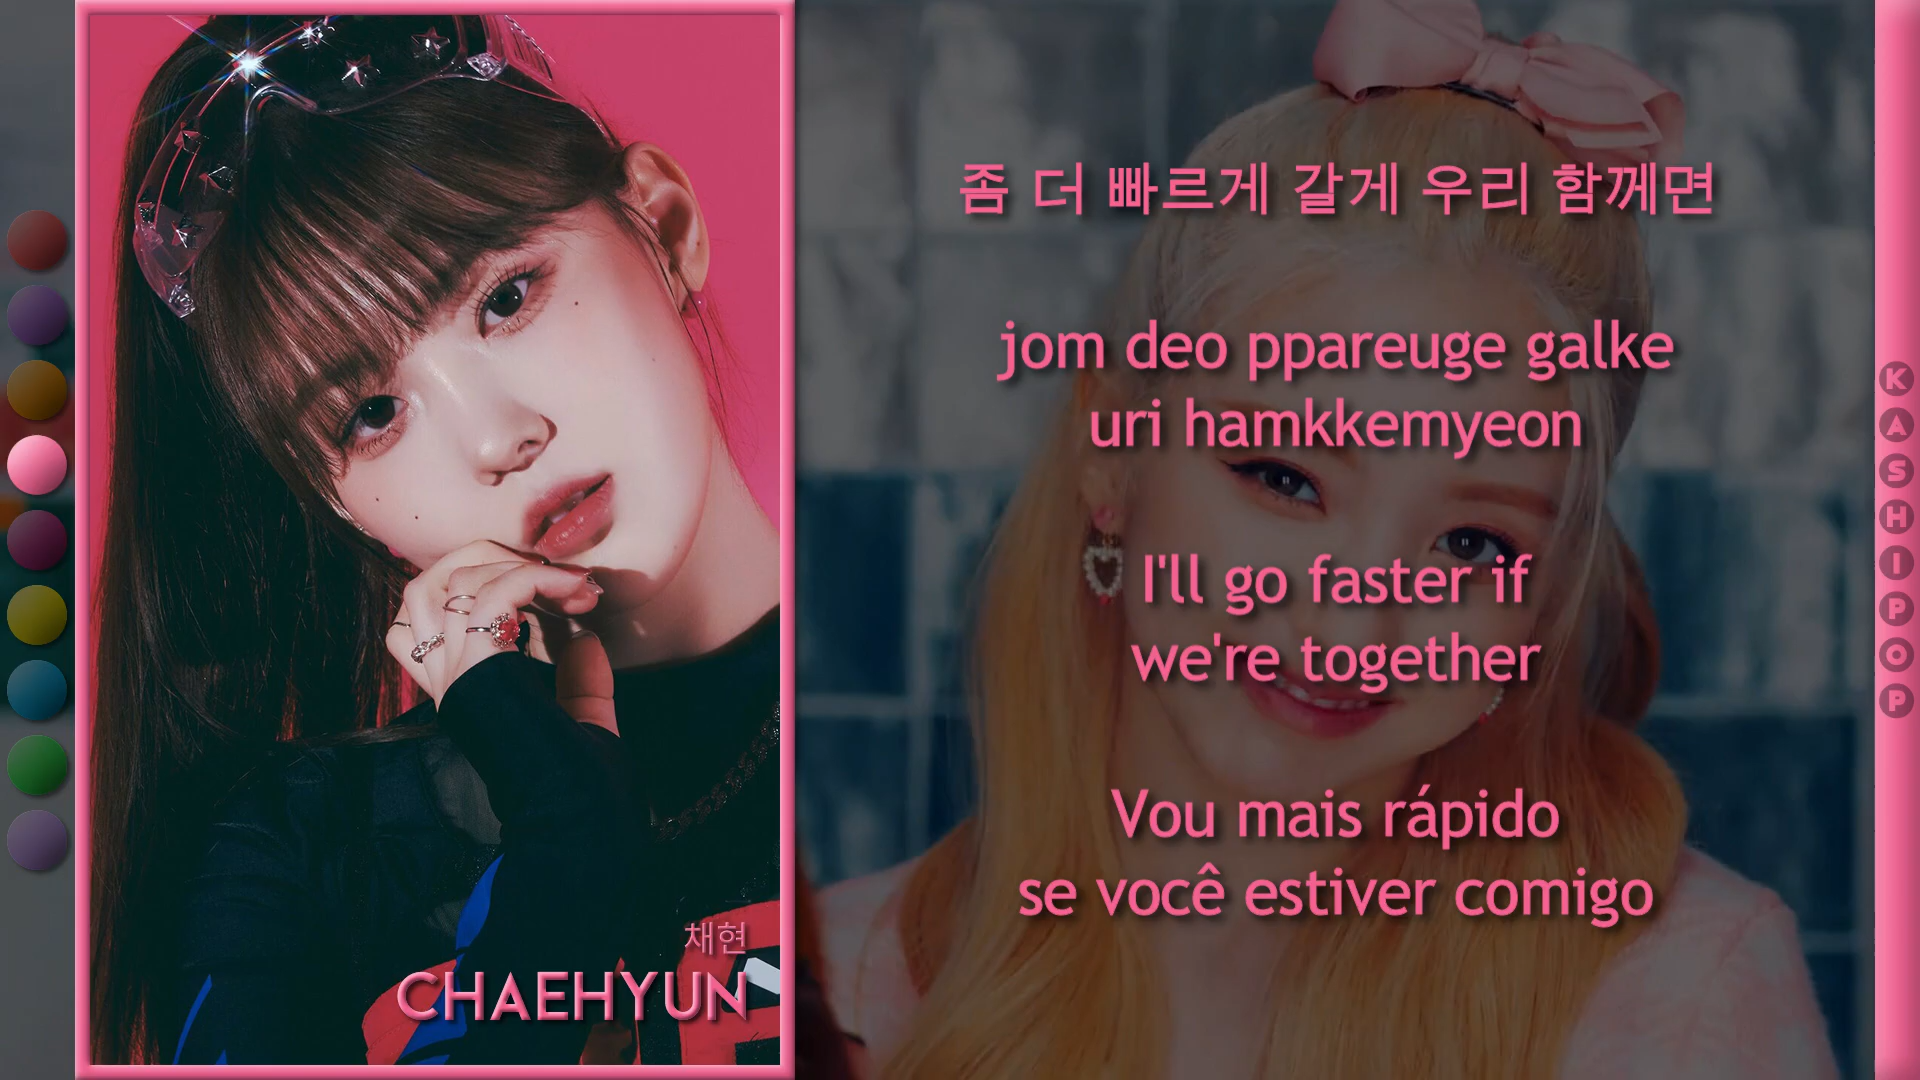 채현
CHAEHYUN
좀 더 빠르게 갈게 우리 함께면
jom deo ppareuge galke
uri hamkkemyeon
I'll go faster if
we're together
Vou mais rápido
se você estiver comigo
KASHIPOP